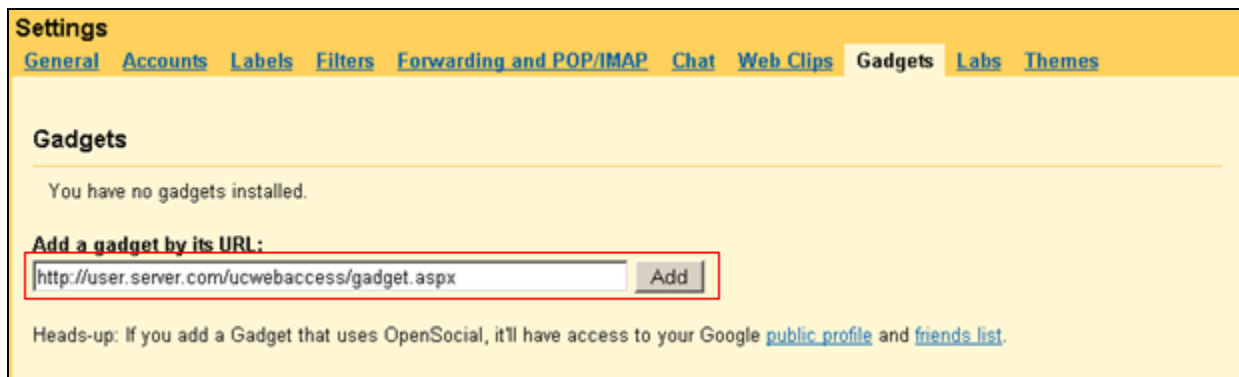 Settings
General Accounts Labels Filters Forwarding and POP/IMAP Chat Web Clips Gadgets Labs Themes
Gadgets
You have no gadgets installed.
Add a gadget by its URL:
http://user.server.com/ucwebaccess/gadget.aspx Add
Heads-up: If you add a Gadget that uses OpenSocial, it'll have access to your Google public profile and friends list.